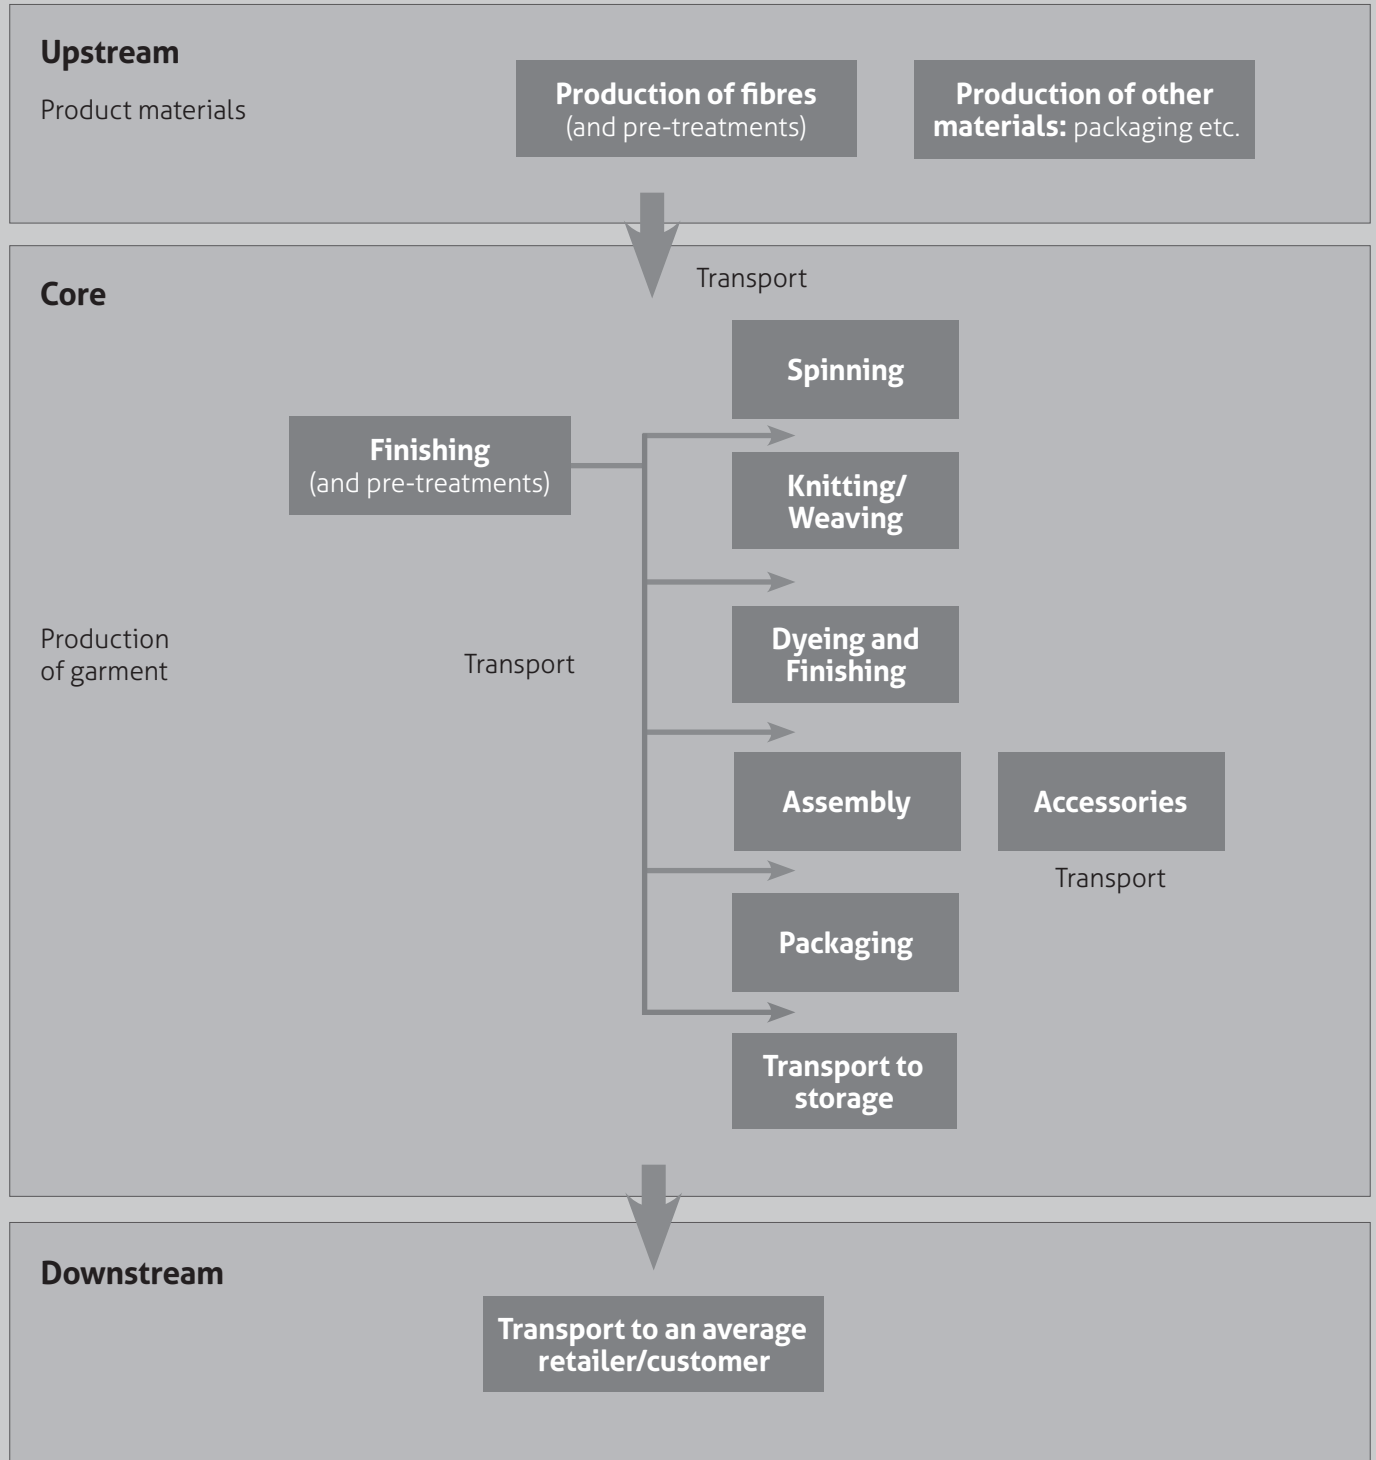 Upstream
Product materials
Production of fibres
(and pre-treatments)
Production of other
materials: packaging etc.
Core
Transport
Spinning
Finishing
(and pre-treatments)
Knitting/
Weaving
Production
of garment
Transport
Dyeing and
Finishing
Assembly
Accessories
Transport
Packaging
Transport to
storage
Downstream
Transport to an average
retailer/customer